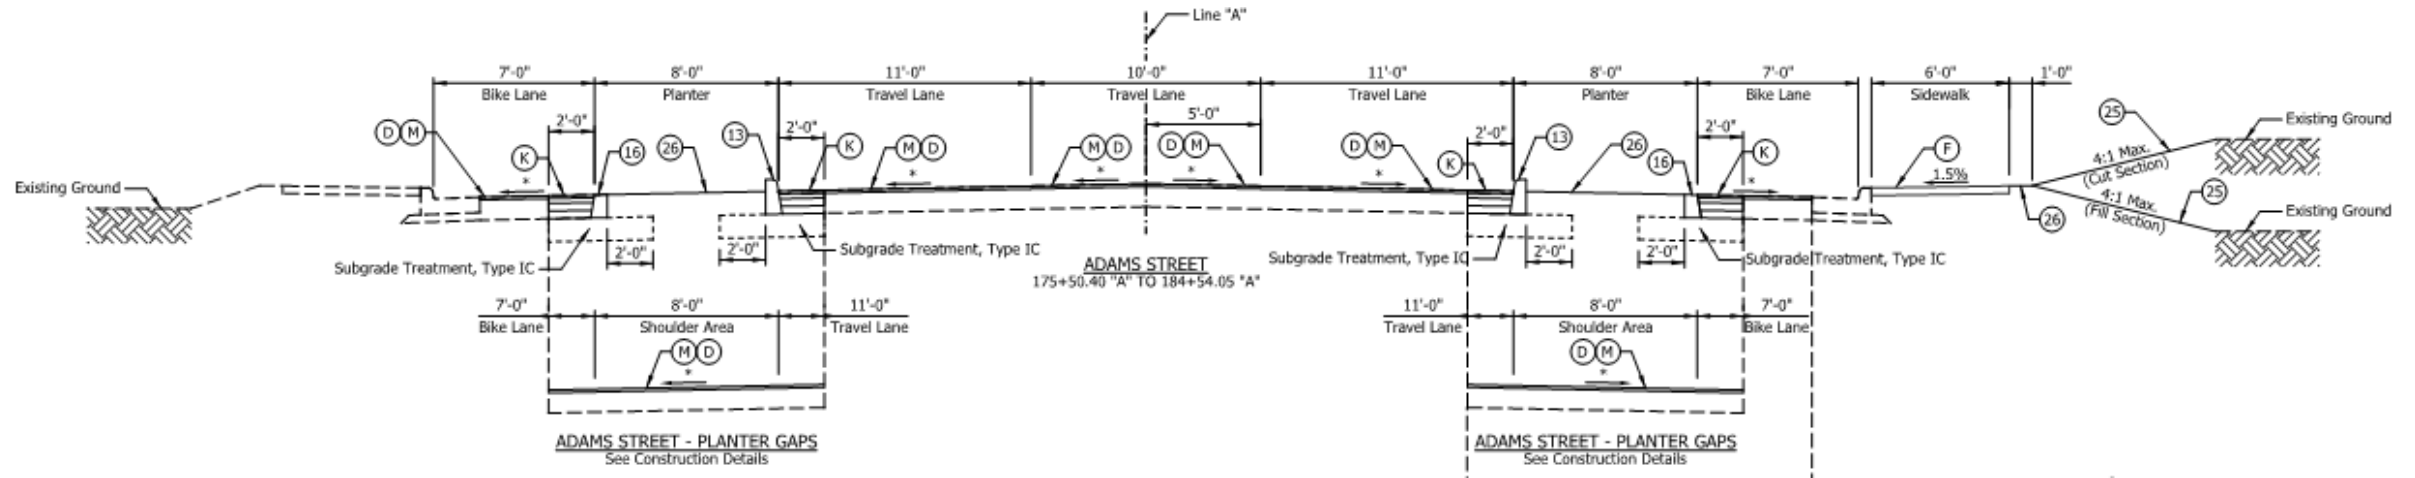 Line "A"
7'-0" 8'-0" 11'-0" 10'-0" 11'-0" 8'-0" 7'-0" 6'-0" 1'-0"
Bike Lane Planter Travel Lane Travel Lane Travel Lane Planter Bike Lane Sidewalk
5'-0"
25 Existing Ground
2'-0" 2'-0" 2'-0" 2'-0"
D M 13 M D M D D M D M 13
K 16 26 K K 26 16 K F
4:1 Max.
(Cut Section)
Existing Ground * * * * * * 1.5%
4:1 Max.
(Fill Section)
25
Existing Ground
26
Subgrade Treatment, Type IC 2'-0" 2'-0" Subgrade Treatment, Type IC Subgrade Treatment, Type IC 2'-0" 2'-0" Subgrade Treatment, Type IC
ADAMS STREET
175+50.40 "A" TO 184+54.05 "A"
7'-0" 8'-0" 11'-0" 11'-0" 8'-0" 7'-0"
Bike Lane Shoulder Area Travel Lane Travel Lane Shoulder Area Bike Lane
M D D M
* *
ADAMS STREET - PLANTER GAPS ADAMS STREET - PLANTER GAPS
See Construction Details See Construction Details